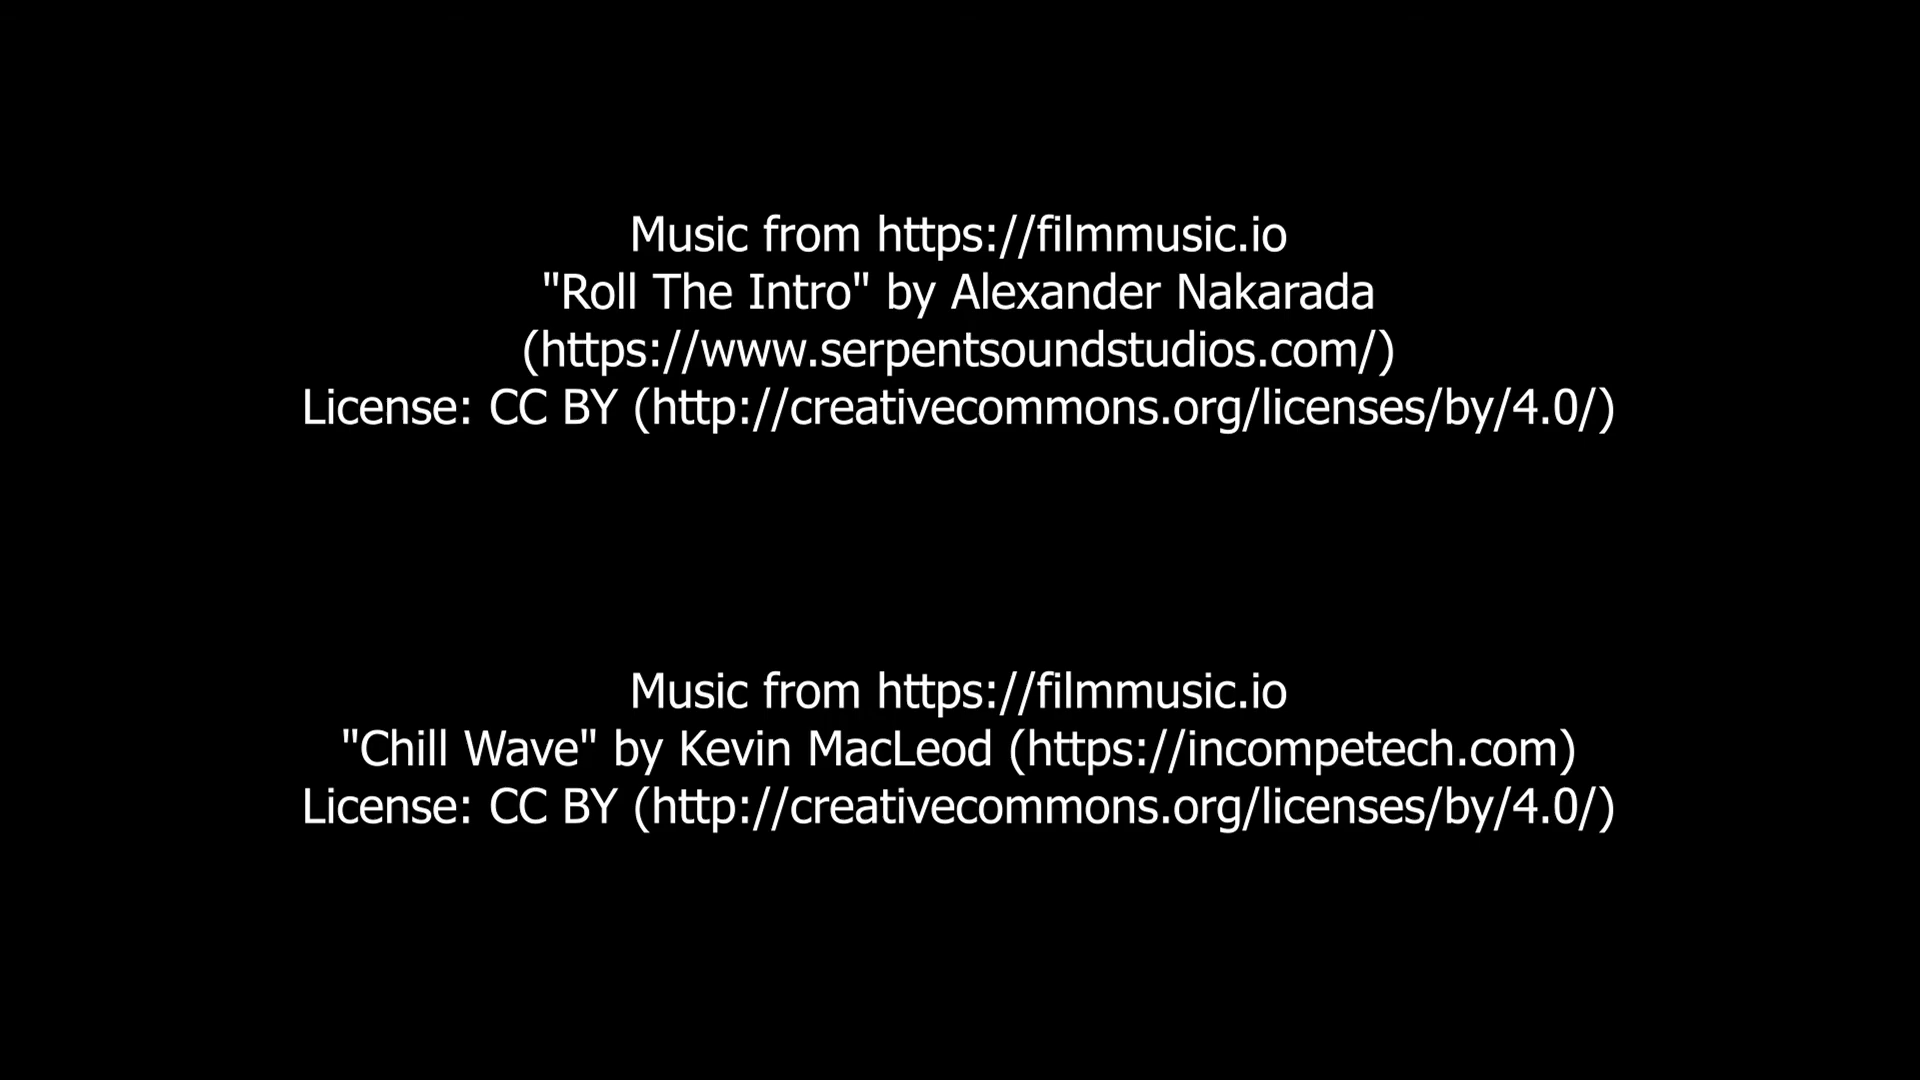 Music from https://filmmusic.io
"Roll The Intro" by Alexander Nakarada
(https://www.serpentsoundstudios.com/)
License: CC BY (http://creativecommons.org/licenses/by/4.0/)
Music from https://filmmusic.io
"Chill Wave" by Kevin MacLeod (https://incompetech.com)
License: CC BY (http://creativecommons.org/licenses/by/4.0/)